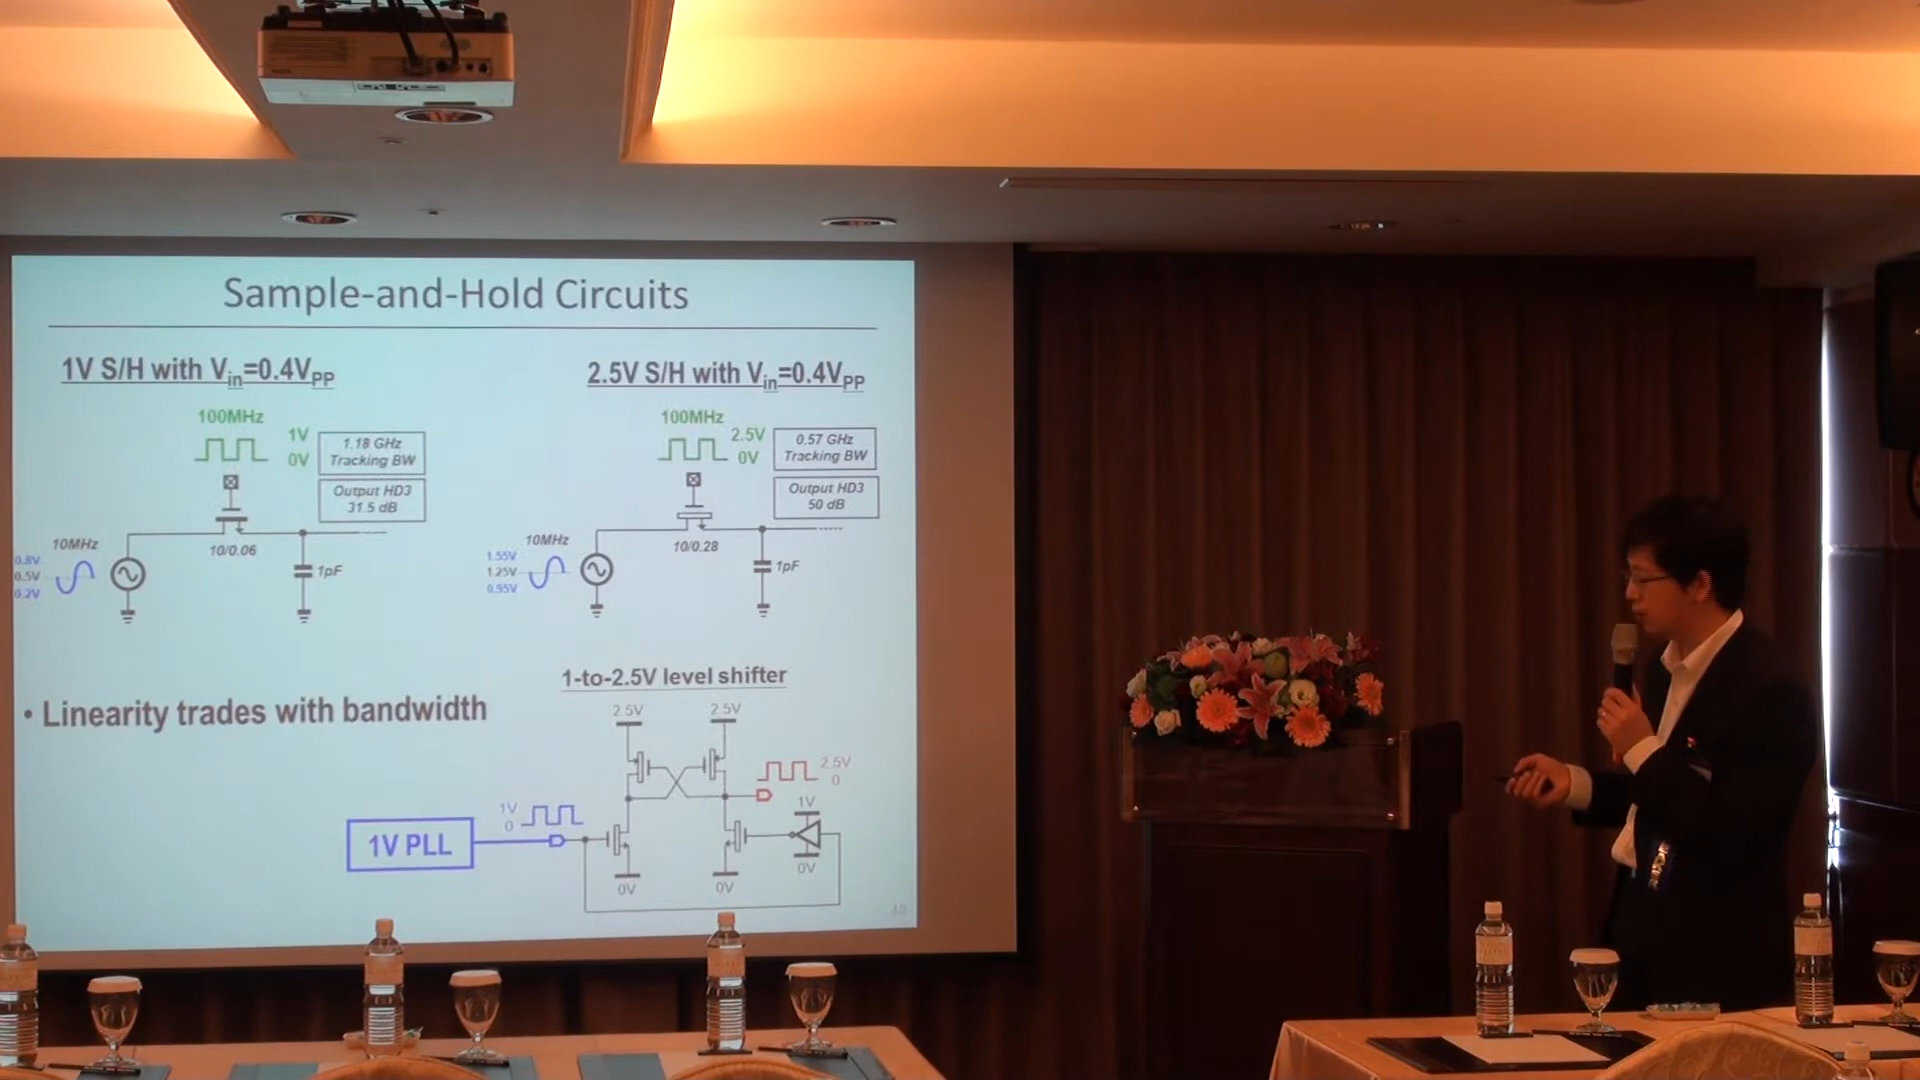 Sample-and-Hold Circuits
1V S/H with Vin=0.4VPP
100MHz
1V
0V
1.18 GHz
Tracking BW
Output HD3
31.5 dB
10MHz
0.8V
0.5V
0.2V
10/0.06
1pF
2.5V S/H with Vin=0.4VPP
100MHz
2.5V
0V
0.57 GHz
Tracking BW
Output HD3
50 dB
10MHz
1.55V
1.25V
0.95V
10/0.28
1pF
• Linearity trades with bandwidth
1-to-2.5V level shifter
2.5V
2.5V
2.5V
0
1V
1V
0
1V PLL
0V
0V
0V